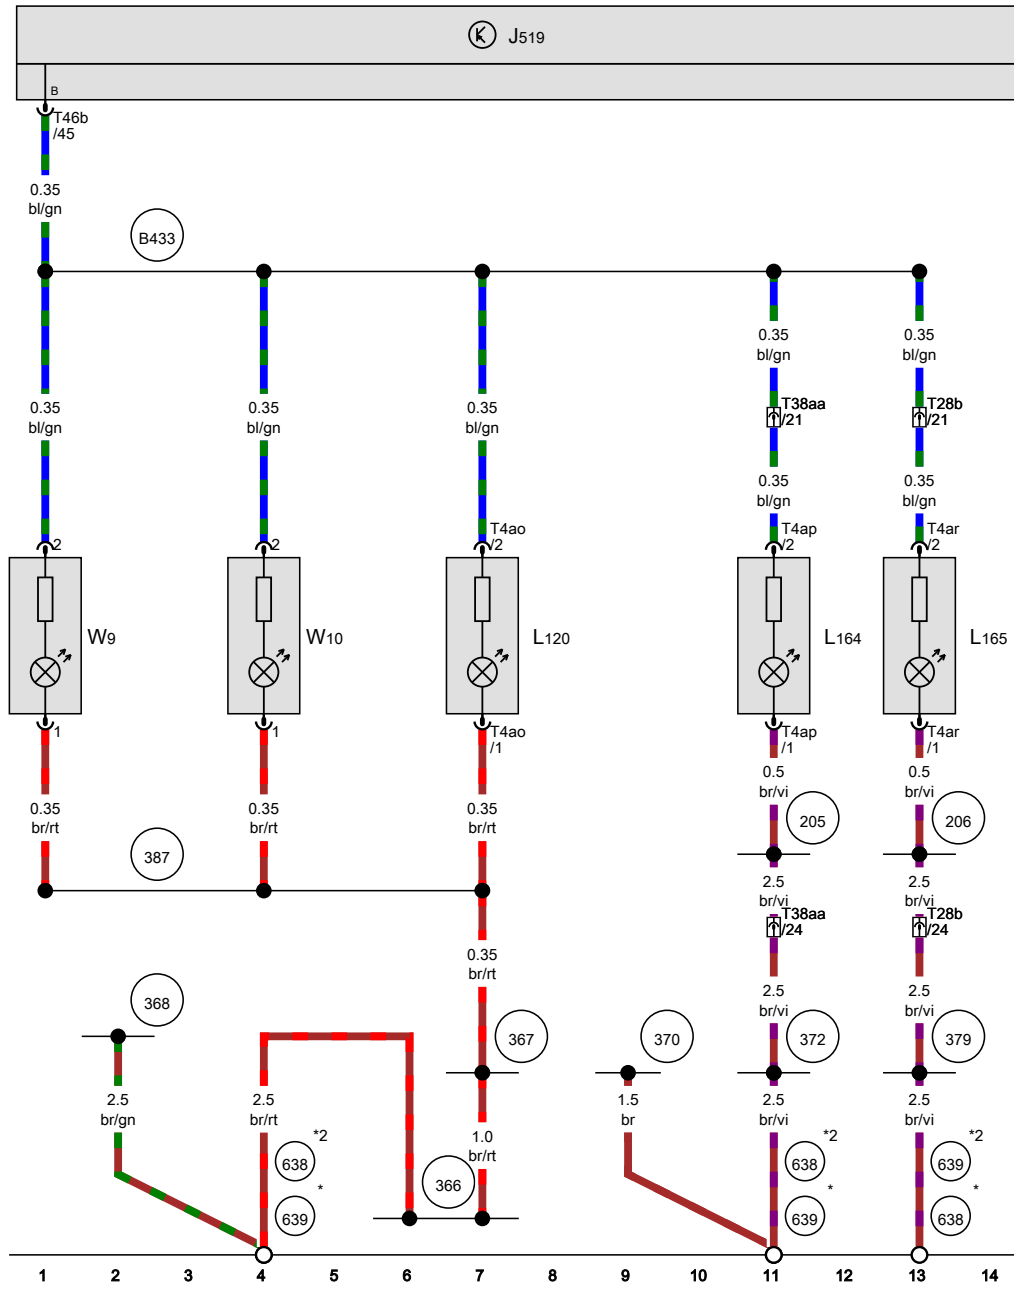 J519
B
T46b
/45
0.35
bl/gn
B433
0.35 0.35
bl/gn bl/gn
T38aa T28b
/21 /21
0.35 0.35 0.35
bl/gn bl/gn bl/gn
0.35 0.35
bl/gn bl/gn
2 2 T4ao T4ap T4ar
/2 /2 /2
W9 W10 L120 L164 L165
1 1 T4ao T4ap T4ar
/1 /1 /1
0.5 0.5
br/vi br/vi
0.35 0.35 0.35
br/rt br/rt br/rt
205 206
387
2.5 2.5
br/vi br/vi
T38aa T28b
/24 /24
0.35
br/rt
2.5 2.5
br/vi br/vi
368
367 370 372 379
2.5 2.5 1.5 2.5 2.5
br/gn br/rt br br/vi br/vi
1.0
br/rt
*2 *2 *2
638 638 639
366
* * *
639 639 638
1 2 3 4 5 6 7 8 9 10 11 12 13 14